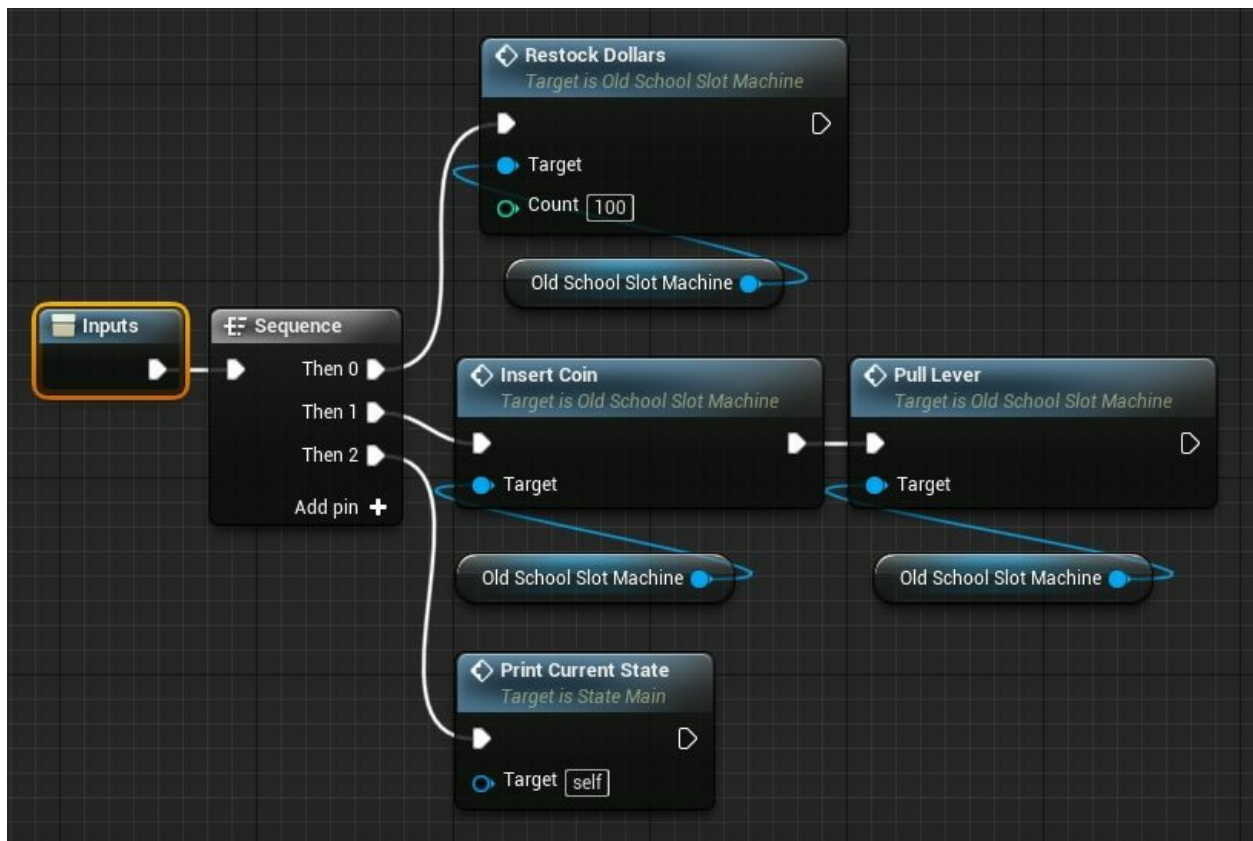 Restock Dollars
Target is Old School Slot Machine
Target
Count 100
Old School Slot Machine
Inputs
Sequence
Then 0
Then 1
Then 2
Add pin
Insert Coin
Target is Old School Slot Machine
Target
Old School Slot Machine
Pull Lever
Target is Old School Slot Machine
Target
Old School Slot Machine
Print Current State
Target is State Main
Target self